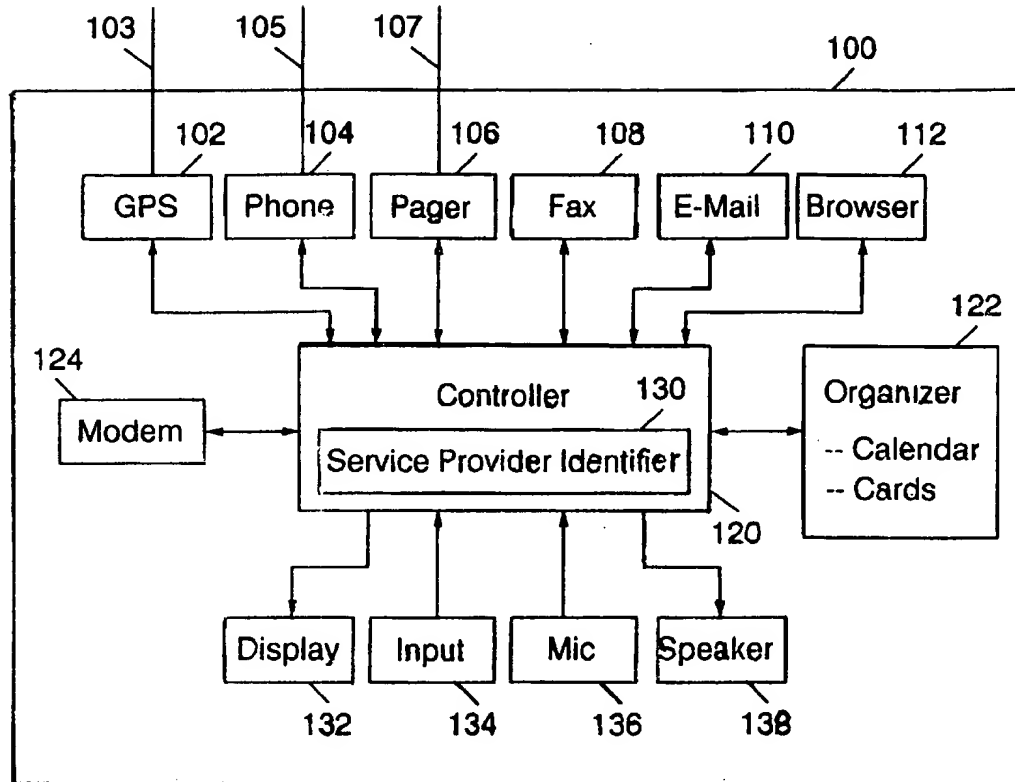 103
105
107
100
102
104
106
108
110
112
GPS
Phone
Pager
Fax
E-Mail
Browser
124
122
Modem
Controller
130
Service Provider Identifier
Organizer
-- Calendar
-- Cards
120
Display
Input
Mic
Speaker
132
134
136
138